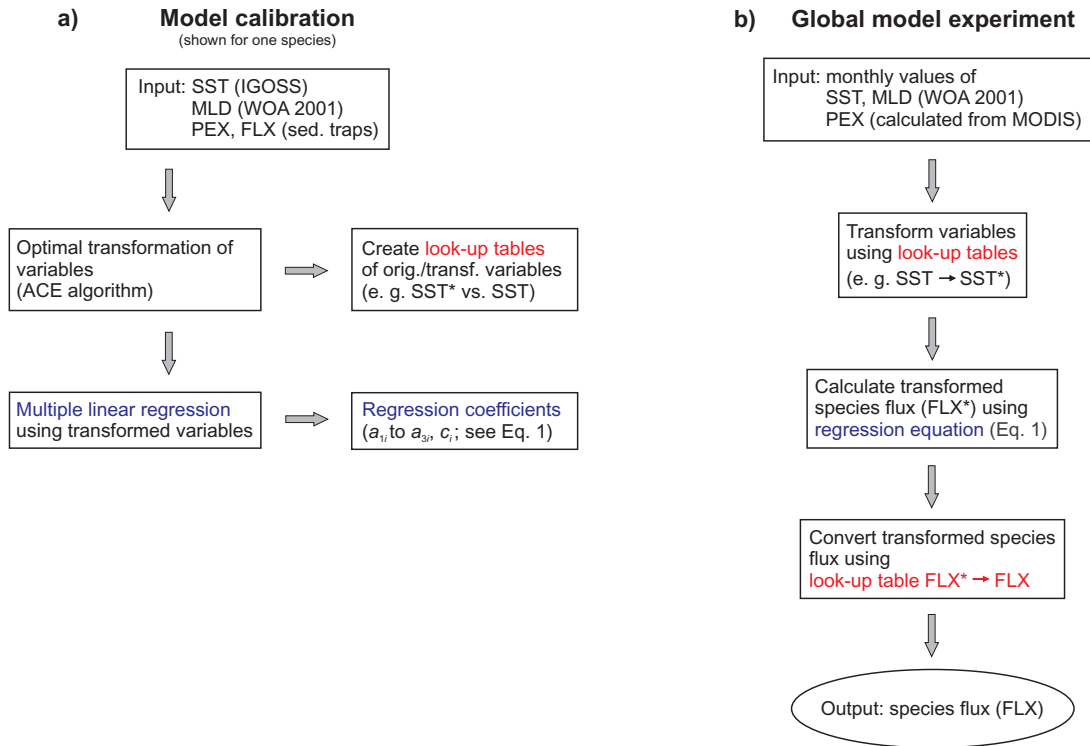 a) Model calibration
(shown for one species)
Input: SST (IGOSS)
MLD (WOA 2001)
PEX, FLX (sed. traps)
Optimal transformation of
variables
(ACE algorithm)
Create look-up tables
of orig./transf. variables
(e. g. SST* vs. SST)
Multiple linear regression
using transformed variables
Regression coefficients
(a1i to a3i, ci; see Eq. 1)
b) Global model experiment
Input: monthly values of
SST, MLD (WOA 2001)
PEX (calculated from MODIS)
Transform variables
using look-up tables
(e. g. SST → SST*)
Calculate transformed
species flux (FLX*) using
regression equation (Eq. 1)
Convert transformed species
flux using
look-up table FLX* → FLX
Output: species flux (FLX)